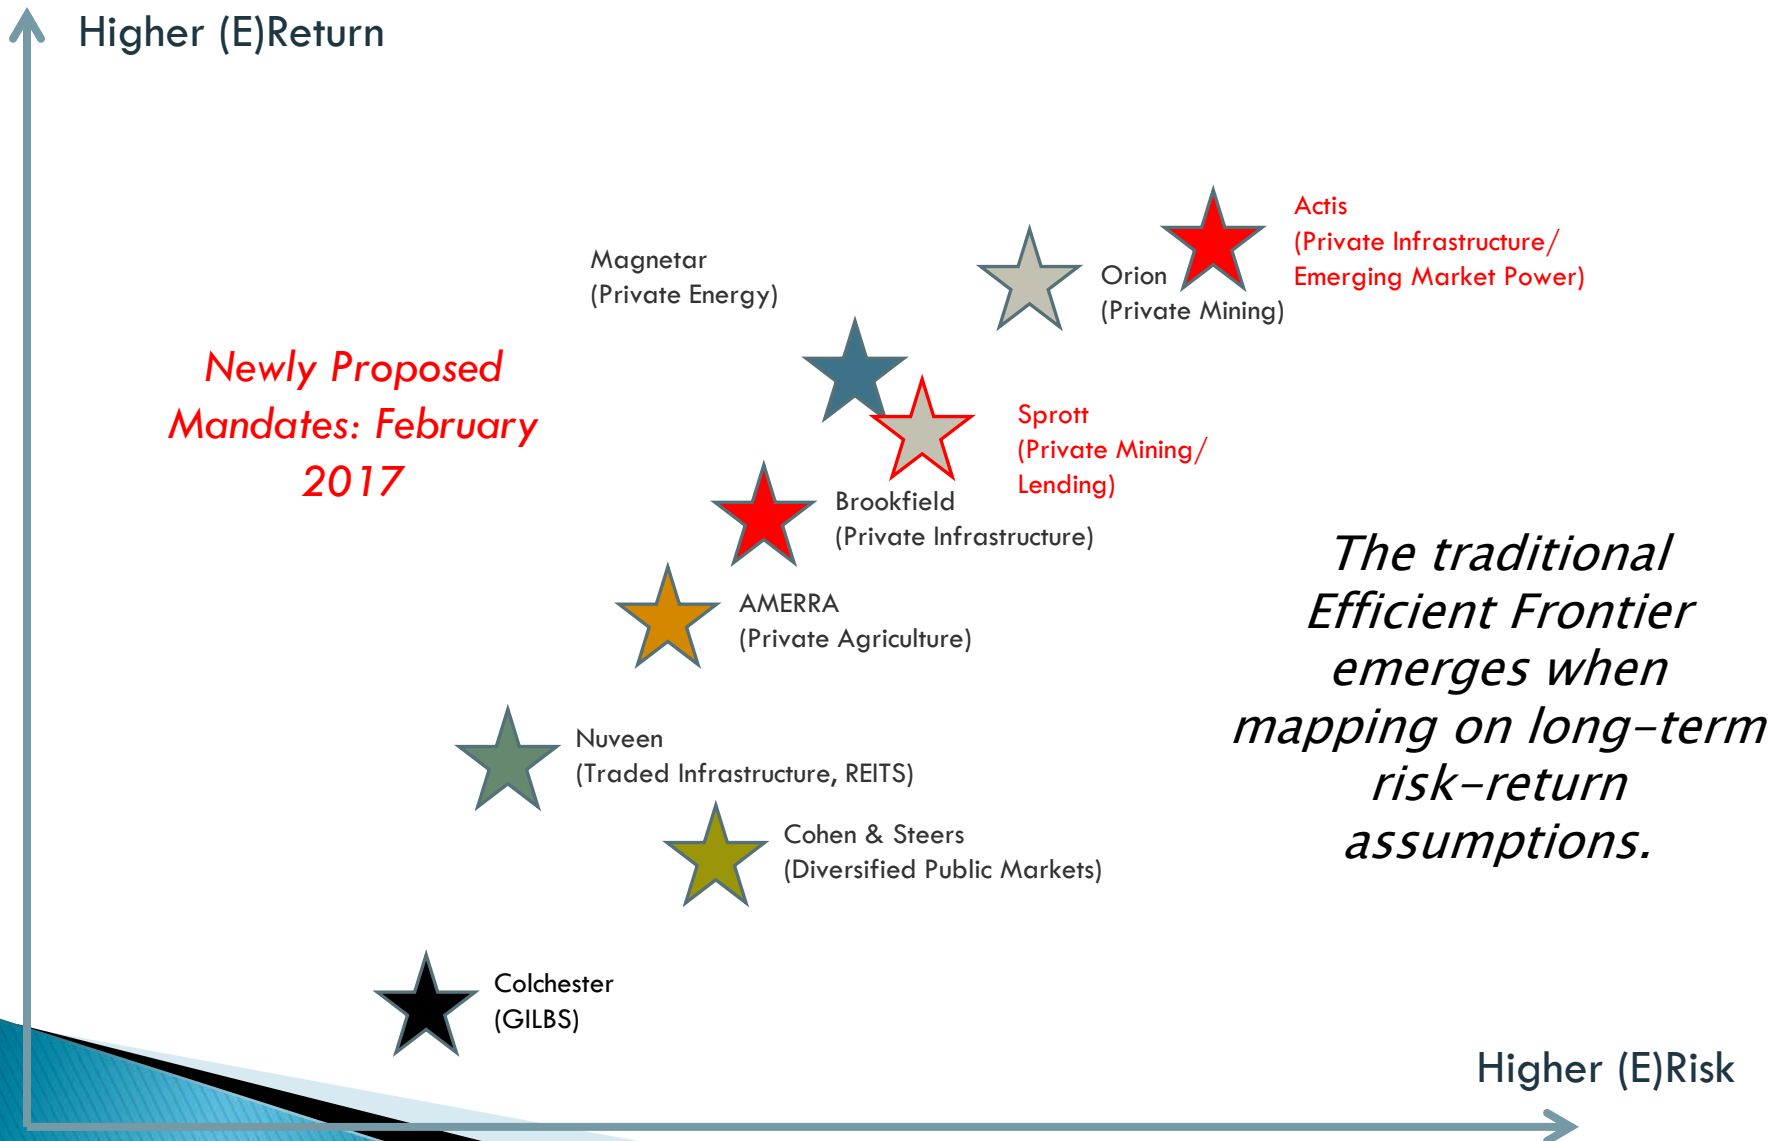 Higher (E)Return
Actis
(Private Infrastructure/
Emerging Market Power)
Magnetar
(Private Energy)
Orion
(Private Mining)
Newly Proposed
Mandates: February
2017
Sprott
(Private Mining/
Lending)
Brookfield
(Private Infrastructure)
The traditional
Efficient Frontier
emerges when
mapping on long-term
risk-return
assumptions.
AMERRA
(Private Agriculture)
Nuveen
(Traded Infrastructure, REITS)
Cohen & Steers
(Diversified Public Markets)
Colchester
(GILBS)
Higher (E)Risk